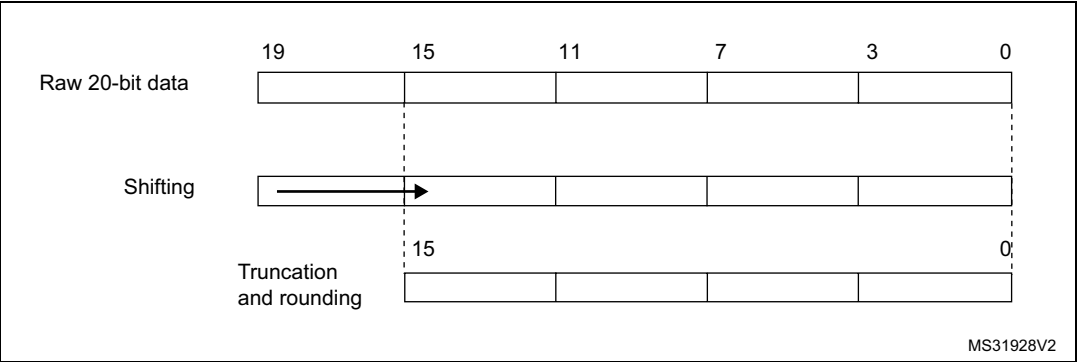 19 15 11 7 3 0
Raw 20-bit data
Shifting
15 0
Truncation
and rounding
MS31928V2